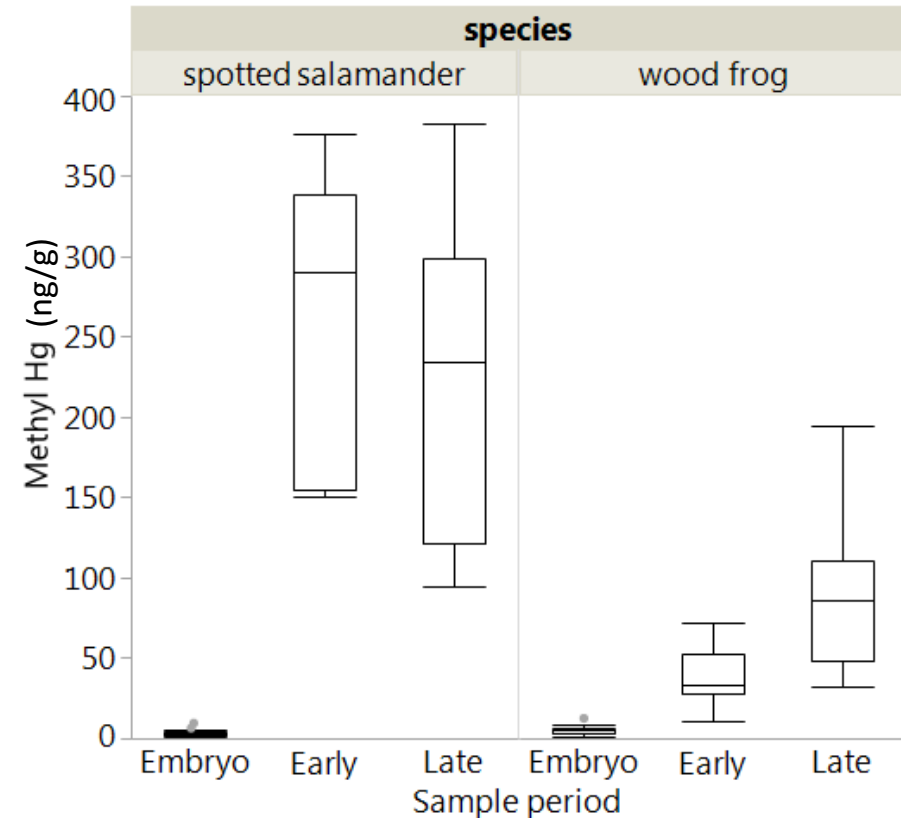 species
spotted salamander wood frog
400
350
300
250
200
150
100
50
0
Methyl Hg (ng/g)
Embryo Early Late Embryo Early Late
Sample period